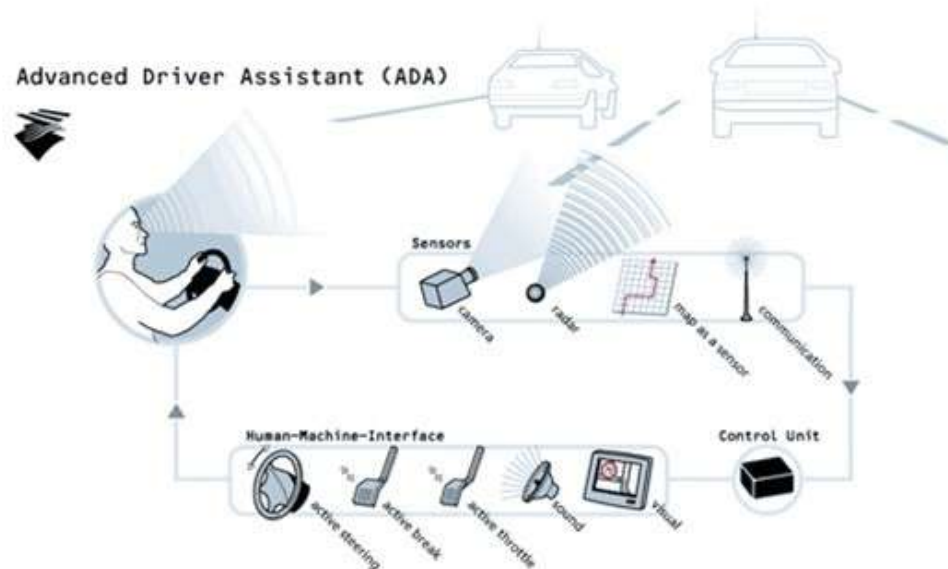 Advanced Driver Assistant (ADA)
Sensors
camera
radar
map as a sensor
communication
Human-Machine-Interface
active steering
active break
active throttle
sound
visual
Control Unit